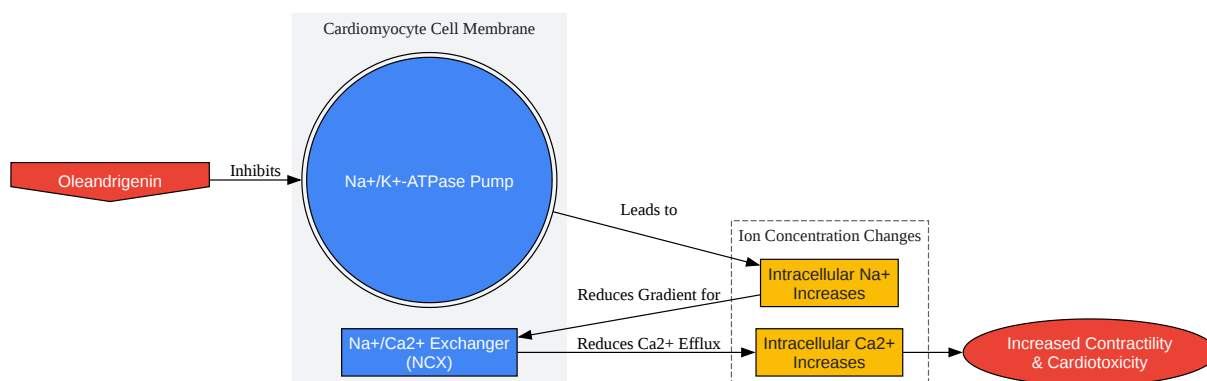 Cardiomyocyte Cell Membrane
Oleandrigenin
Inhibits
Na+/K+-ATPase Pump
Leads to
Ion Concentration Changes
Intracellular Na+
Increases
Reduces Gradient for
Na+/Ca2+ Exchanger
(NCX)
Reduces Ca2+ Efflux
Intracellular Ca2+
Increases
Increased Contractility
& Cardiotoxicity